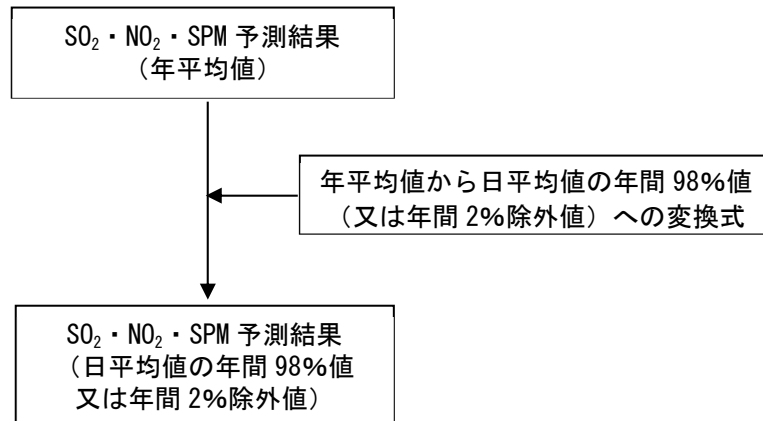 SO₂・NO₂・SPM 予測結果
（年平均値）
年平均値から日平均値の年間 98%値
（又は年間 2%除外値）への変換式
SO₂・NO₂・SPM 予測結果
（日平均値の年間 98%値
又は年間 2%除外値）